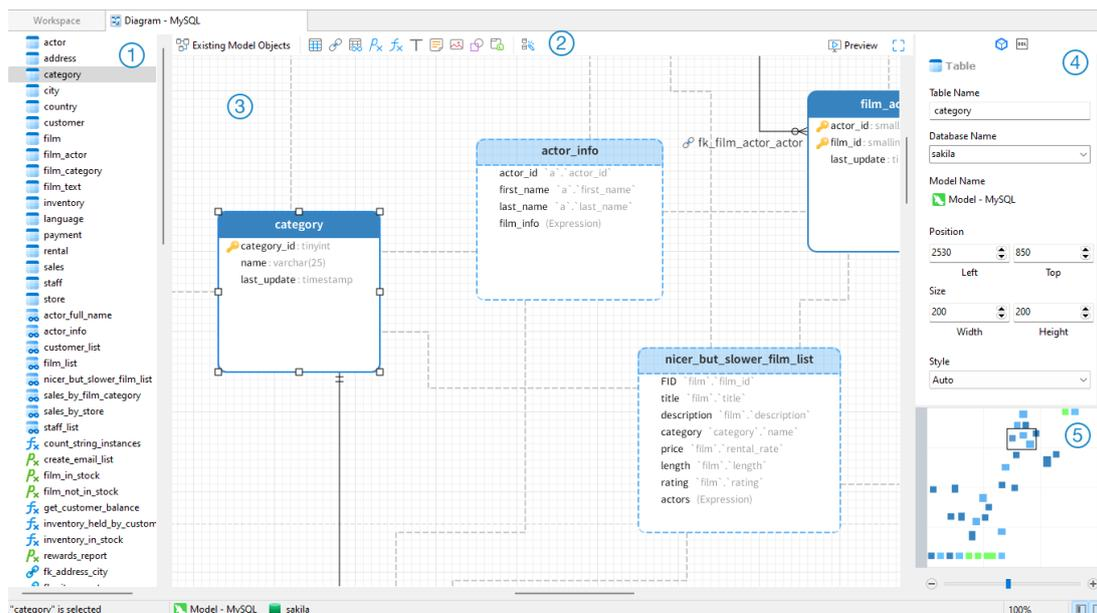 Workspace
Diagram - MySQL
actor
address
category
city
country
customer
film
film_actor
film_category
film_text
inventory
language
payment
rental
sales
staff
store
actor_full_name
actor_info
customer_list
film_list
nicer_but_slower_film_list
sales_by_film_category
sales_by_store
staff_list
count_string_instances
create_email_list
film_in_stock
film_not_in_stock
get_customer_balance
inventory_held_by_custom
inventory_in_stock
rewards_report
fk_address_city
1
Existing Model Objects
2
Preview
3
category
category_id : tinyint
name : varchar(25)
last_update : timestamp
actor_info
actor_id `a`.`actor_id`
first_name `a`.`first_name`
last_name `a`.`last_name`
film_info (Expression)
fk_film_actor_actor
film_ac
actor_id : small
film_id : smallin
last_update : ti
nicer_but_slower_film_list
FID `film`.`film_id`
title `film`.`title`
description `film`.`description`
category `category`.`name`
price `film`.`rental_rate`
length `film`.`length`
rating `film`.`rating`
actors (Expression)
4
Table
Table Name
category
Database Name
sakila
Model Name
Model - MySQL
Position
2530 850
Left Top
Size
200 200
Width Height
Style
Auto
5
"category" is selected
Model - MySQL
sakila
100%